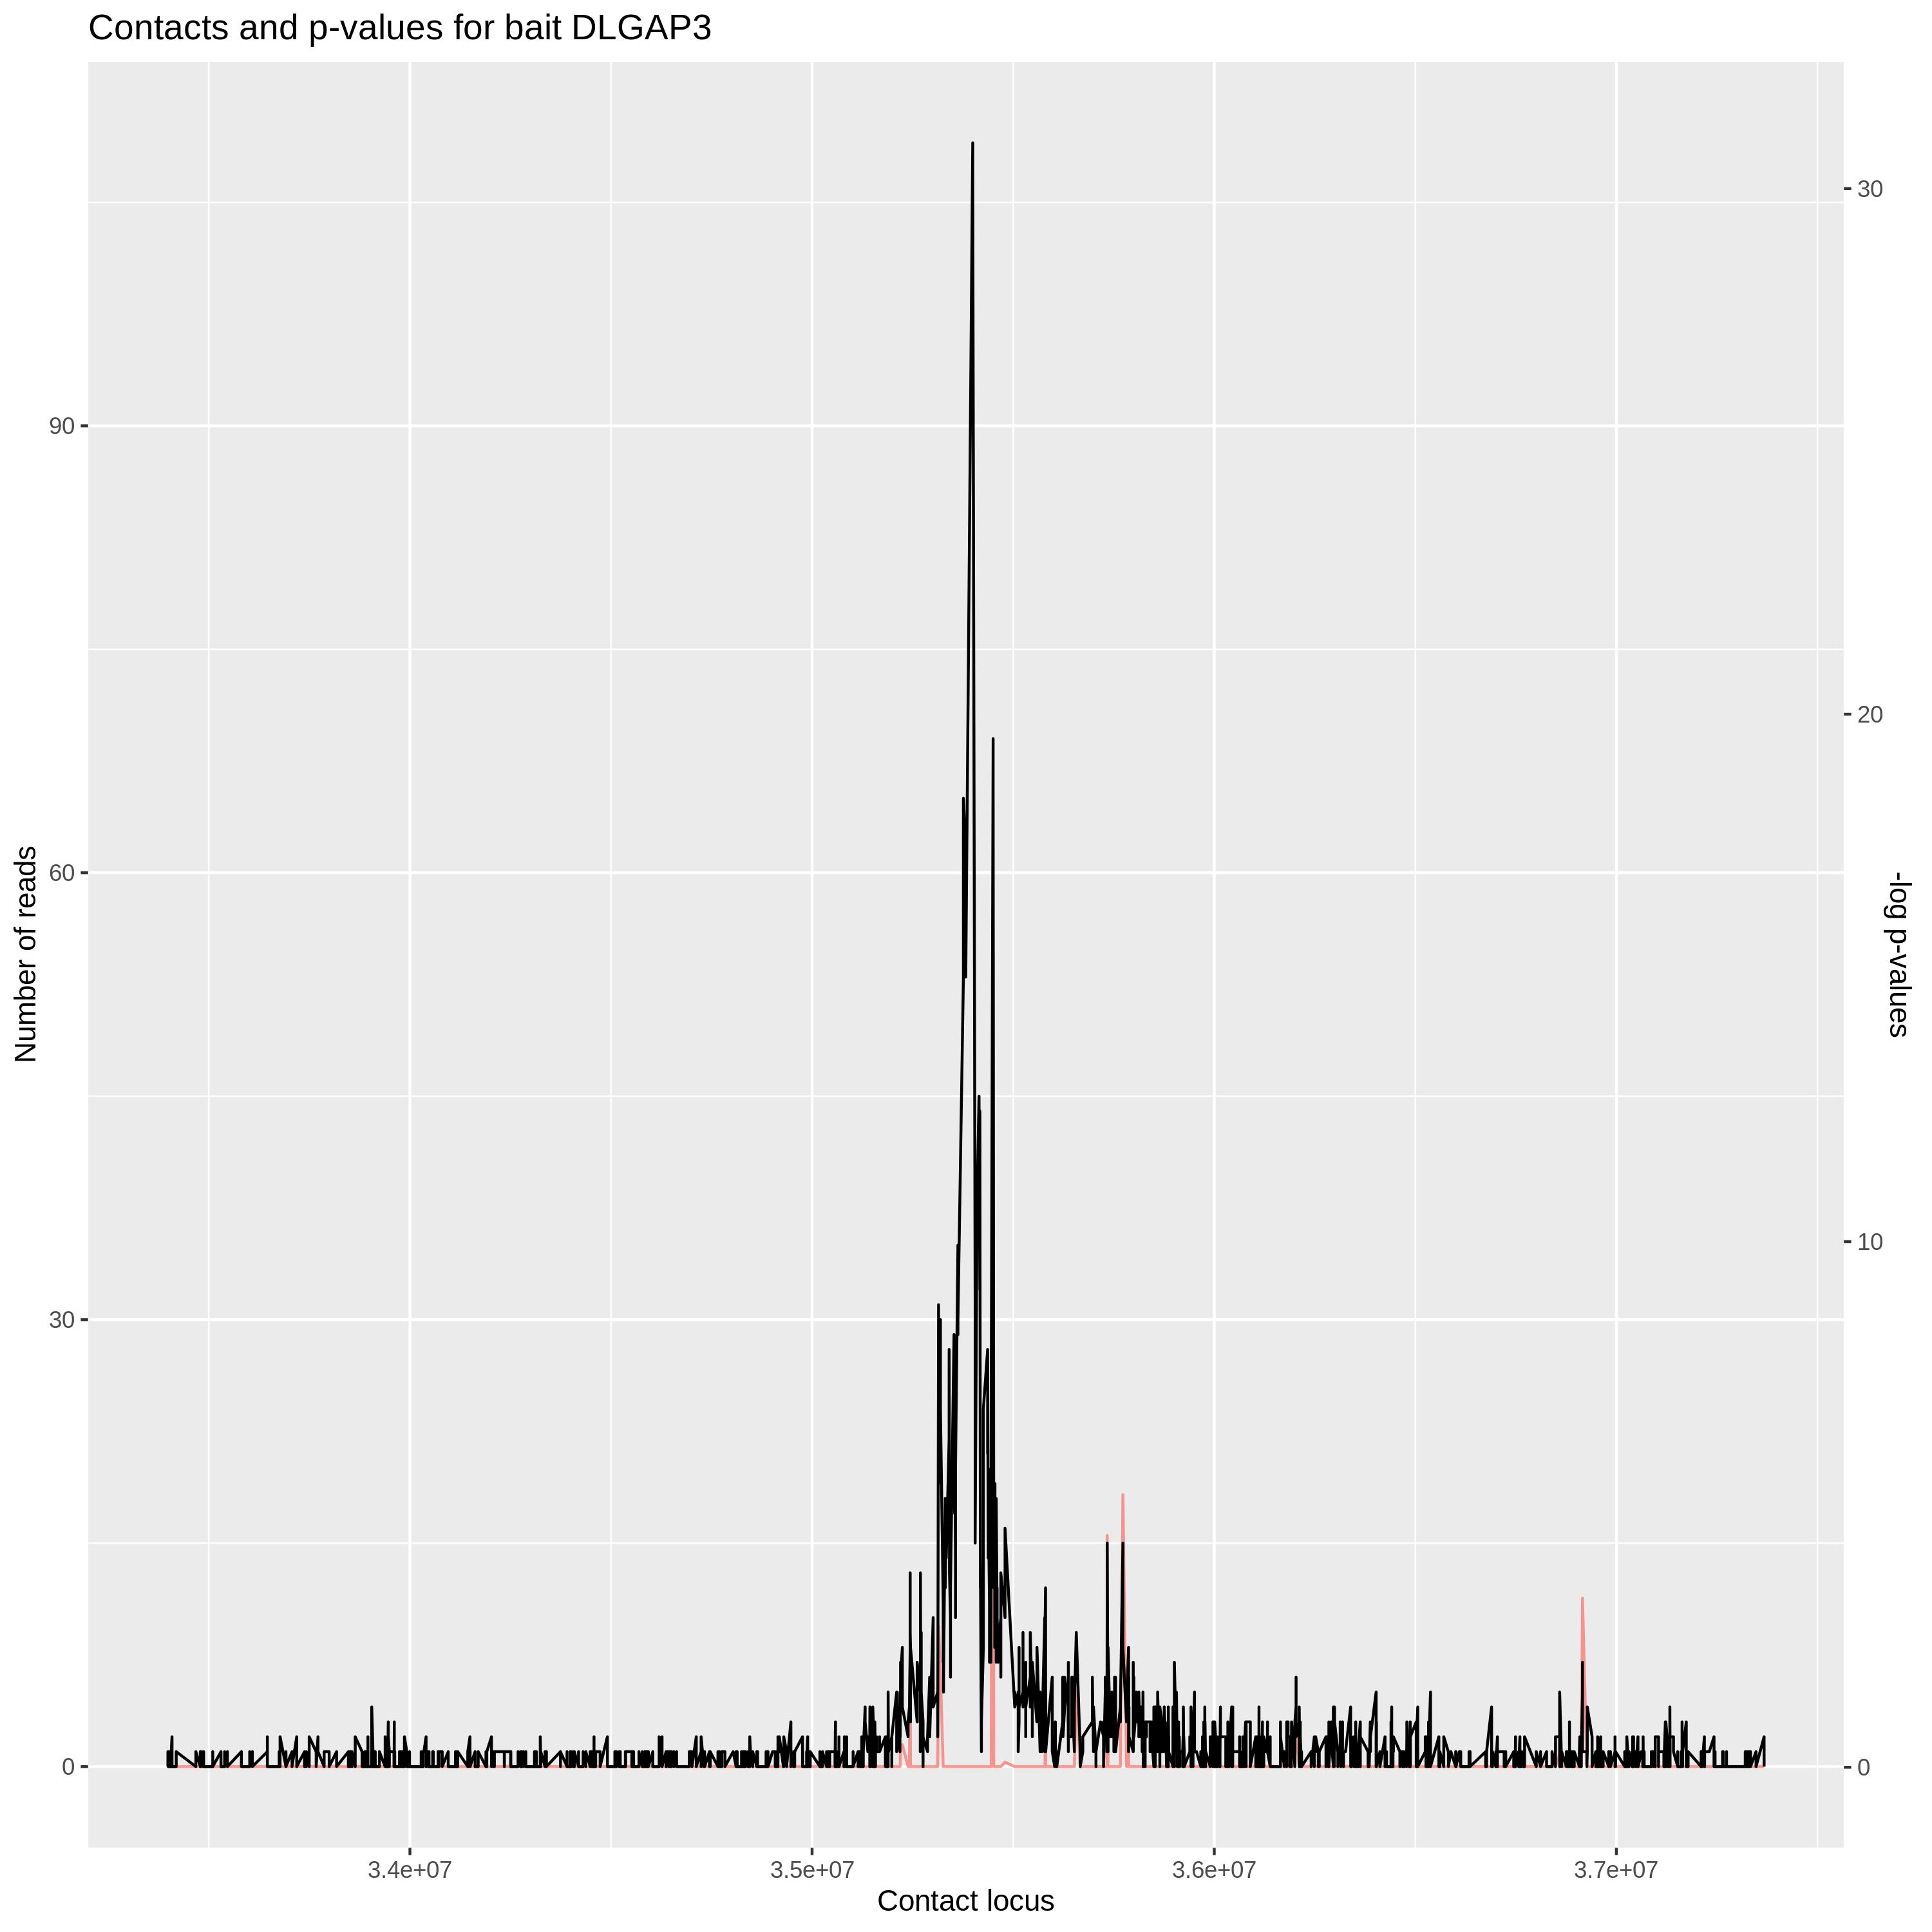 Contacts and p-values for bait DLGAP3
90
60
30
0
Number of reads
30
20
10
0
-log p-values
3.4e+07
3.5e+07
3.6e+07
3.7e+07
Contact locus